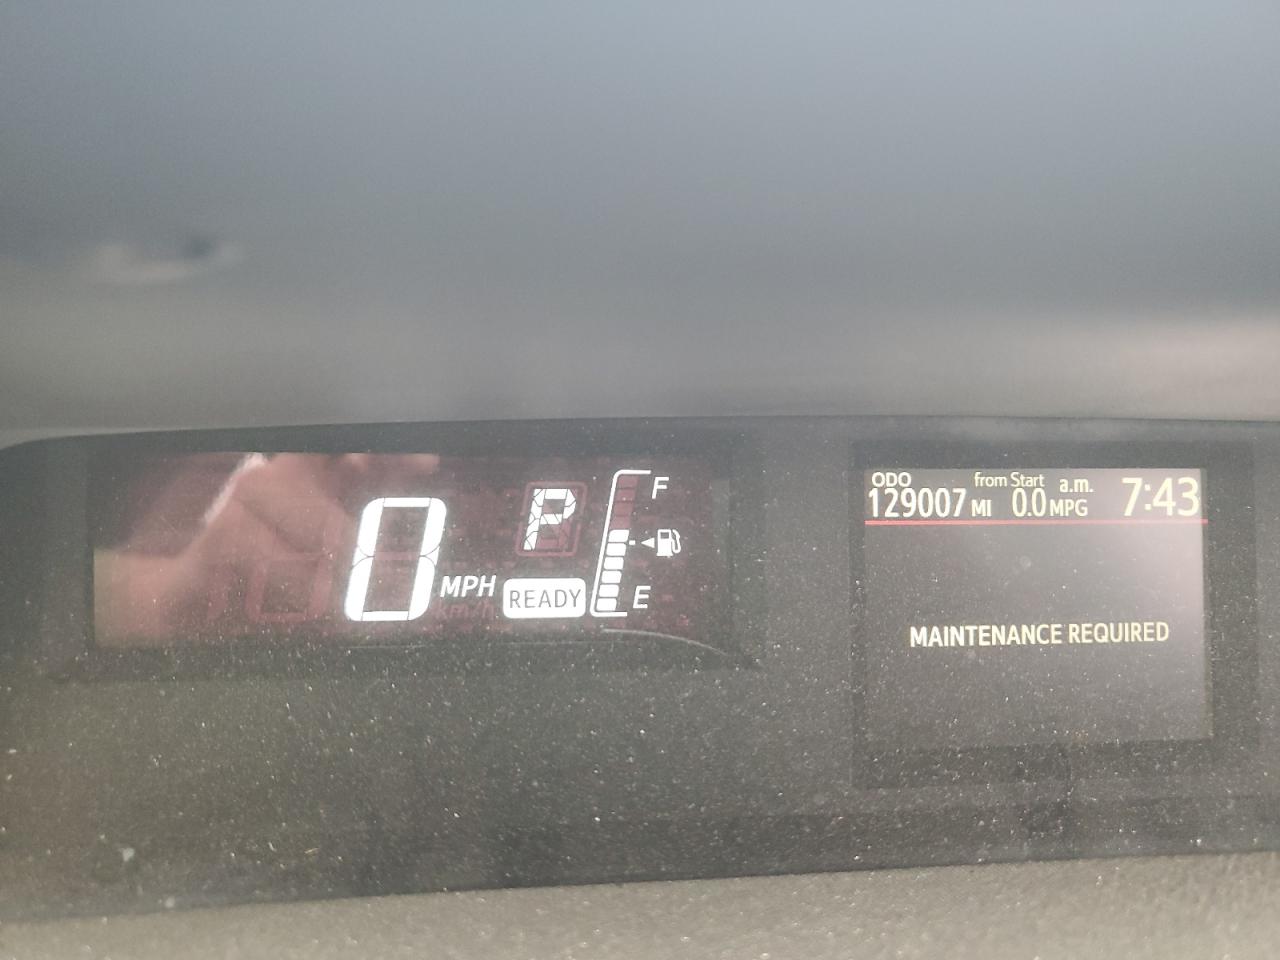 0 MPH
km/h
P
READY
F
E
ODO from Start a.m. 7:43
129007 MI 0.0 MPG
MAINTENANCE REQUIRED